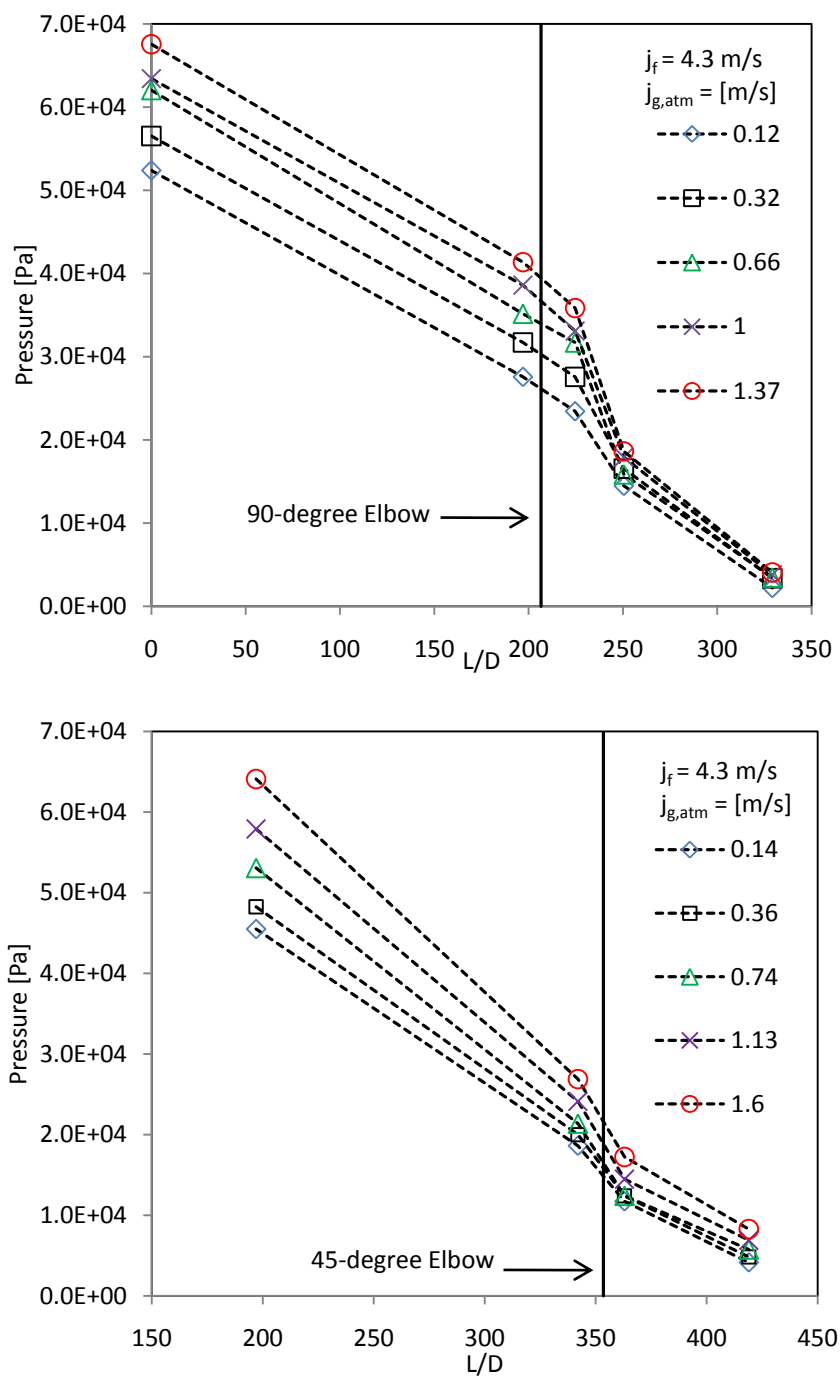 7.0E+04
6.0E+04
5.0E+04
4.0E+04
3.0E+04
2.0E+04
1.0E+04
0.0E+00
Pressure [Pa]
j_f = 4.3 m/s
j_g,atm = [m/s]
0.12
0.32
0.66
1
1.37
90-degree Elbow
0 50 100 150 200 250 300 350
L/D
7.0E+04
6.0E+04
5.0E+04
4.0E+04
3.0E+04
2.0E+04
1.0E+04
0.0E+00
Pressure [Pa]
j_f = 4.3 m/s
j_g,atm = [m/s]
0.14
0.36
0.74
1.13
1.6
45-degree Elbow
150 200 250 300 350 400 450
L/D